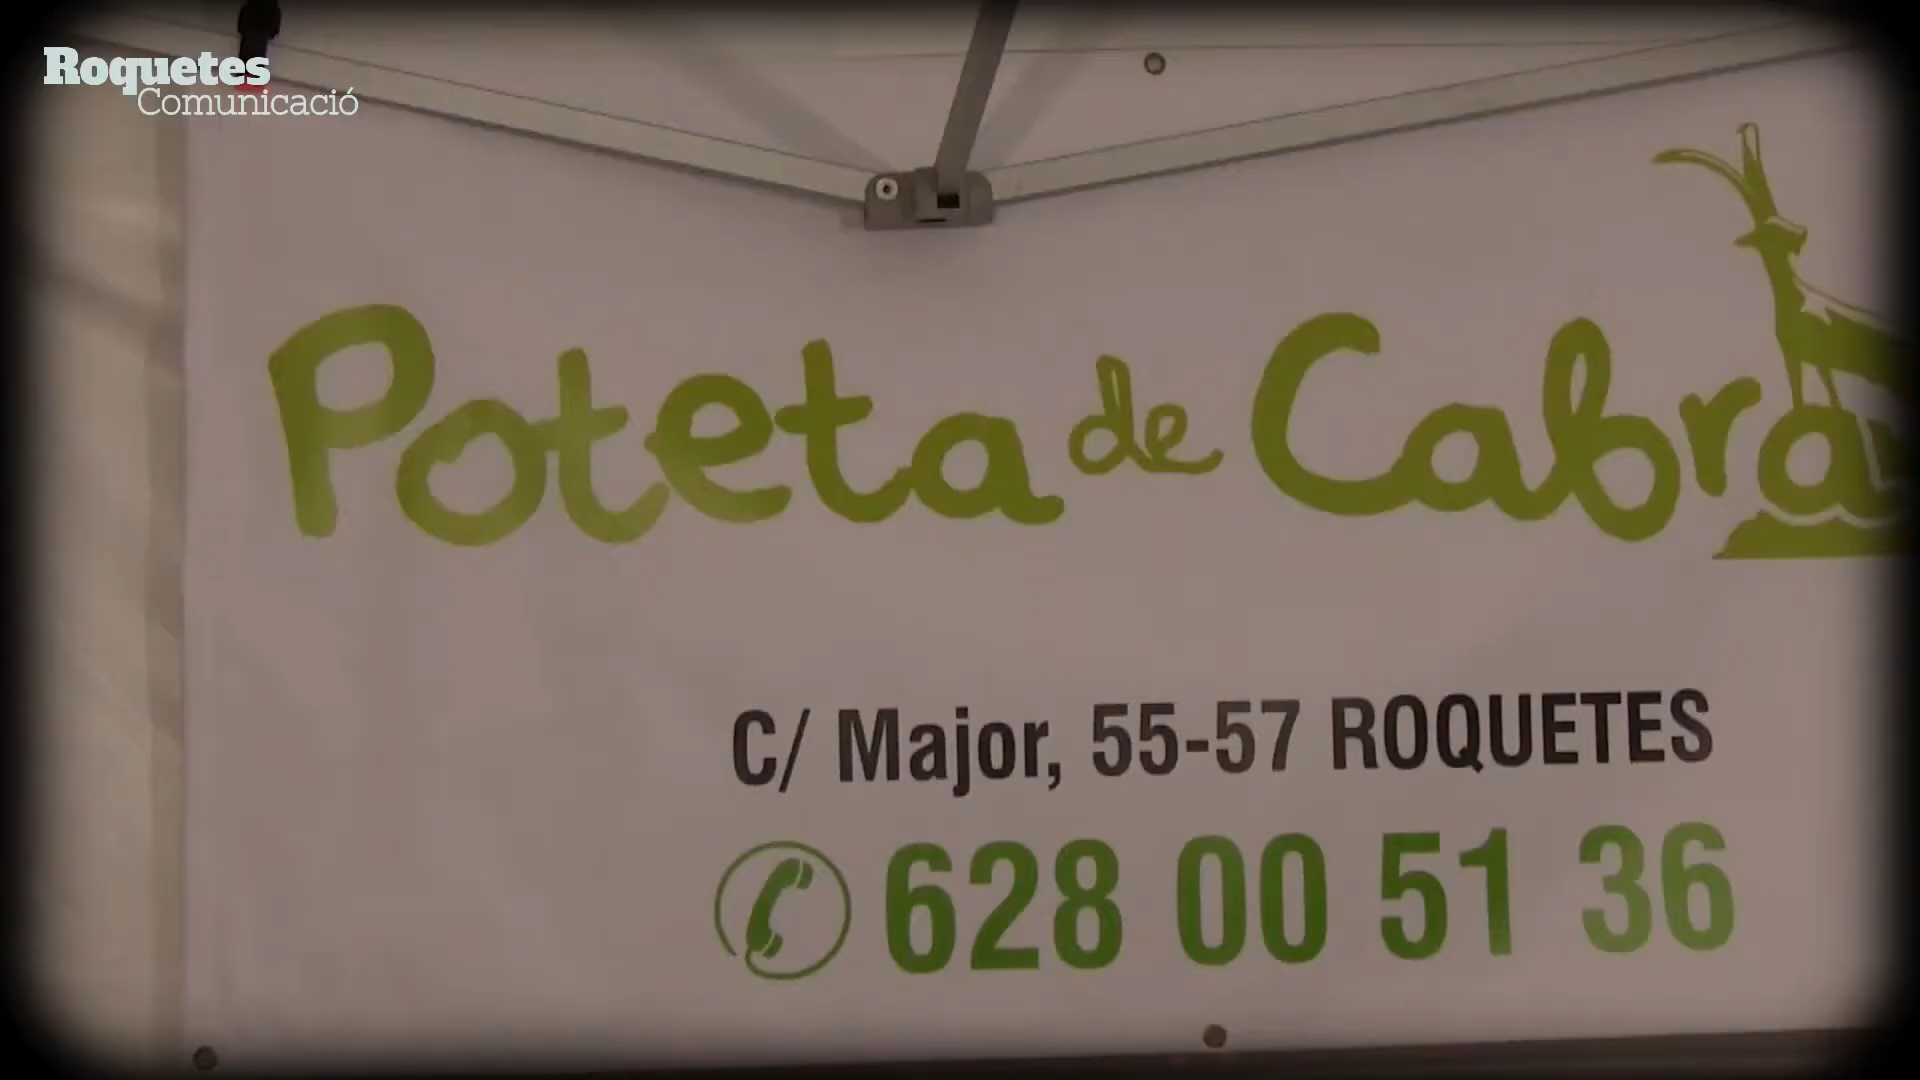 Roquetes
Comunicació
Poteta de Cabra
C/ Major, 55-57 ROQUETES
628 00 51 36